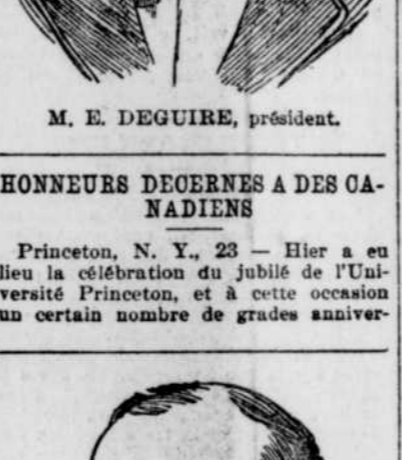 M. E. DEGUIRE, président.
HONNEURS DECERNES A DES CA-
NADIENS
Princeton, N. Y., 23 — Hier a eu
lieu la célébration du jubilé de l'Uni-
versité Princeton, et à cette occasion
un certain nombre de grades anniver-